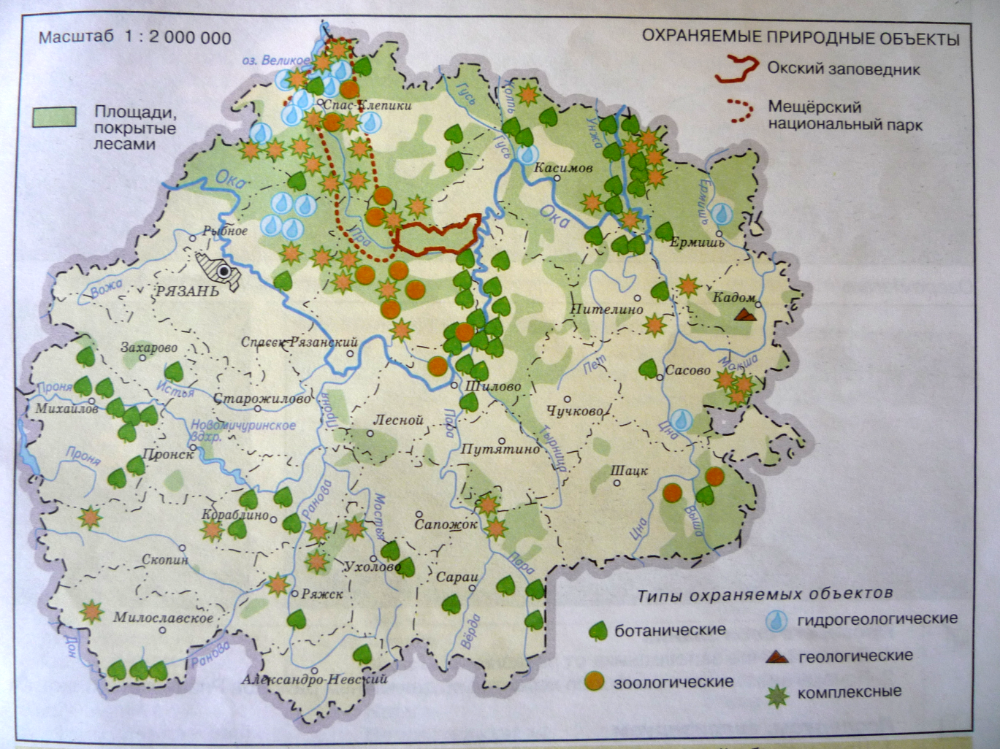 Масштаб 1 : 2 000 000
ОХРАНЯЕМЫЕ ПРИРОДНЫЕ ОБЪЕКТЫ
Окский заповедник
Мещёрский
национальный парк
Площади,
покрытые
лесами
оз. Великое
Спас-Клепики
Гусь
Колпь
Гусь
Унжа
Касимов
Ока
Ока
Ермишь
Ермишь
Рыбное
Пра
РЯЗАНЬ
Вожа
Пителино
Кадом
Захарово
Спасск-Рязанский
Пет
Сасово
Мокша
Проня
Михайлов
Истья
Старожилово
Шилово
Чучково
Проня
Лесной
Пара
Новомичуринское
вдхр.
Цна
Тырница
Путятино
Проня
Пронск
Шацк
Ранова
Кораблино
Мостья
Сапожок
Цна
Выша
Скопин
Ухолово
Пара
Сараи
Ряжск
Милославское
Вёрда
Дон
Ранова
Александро-Невский
Типы охраняемых объектов
ботанические
гидрогеологические
геологические
зоологические
комплексные